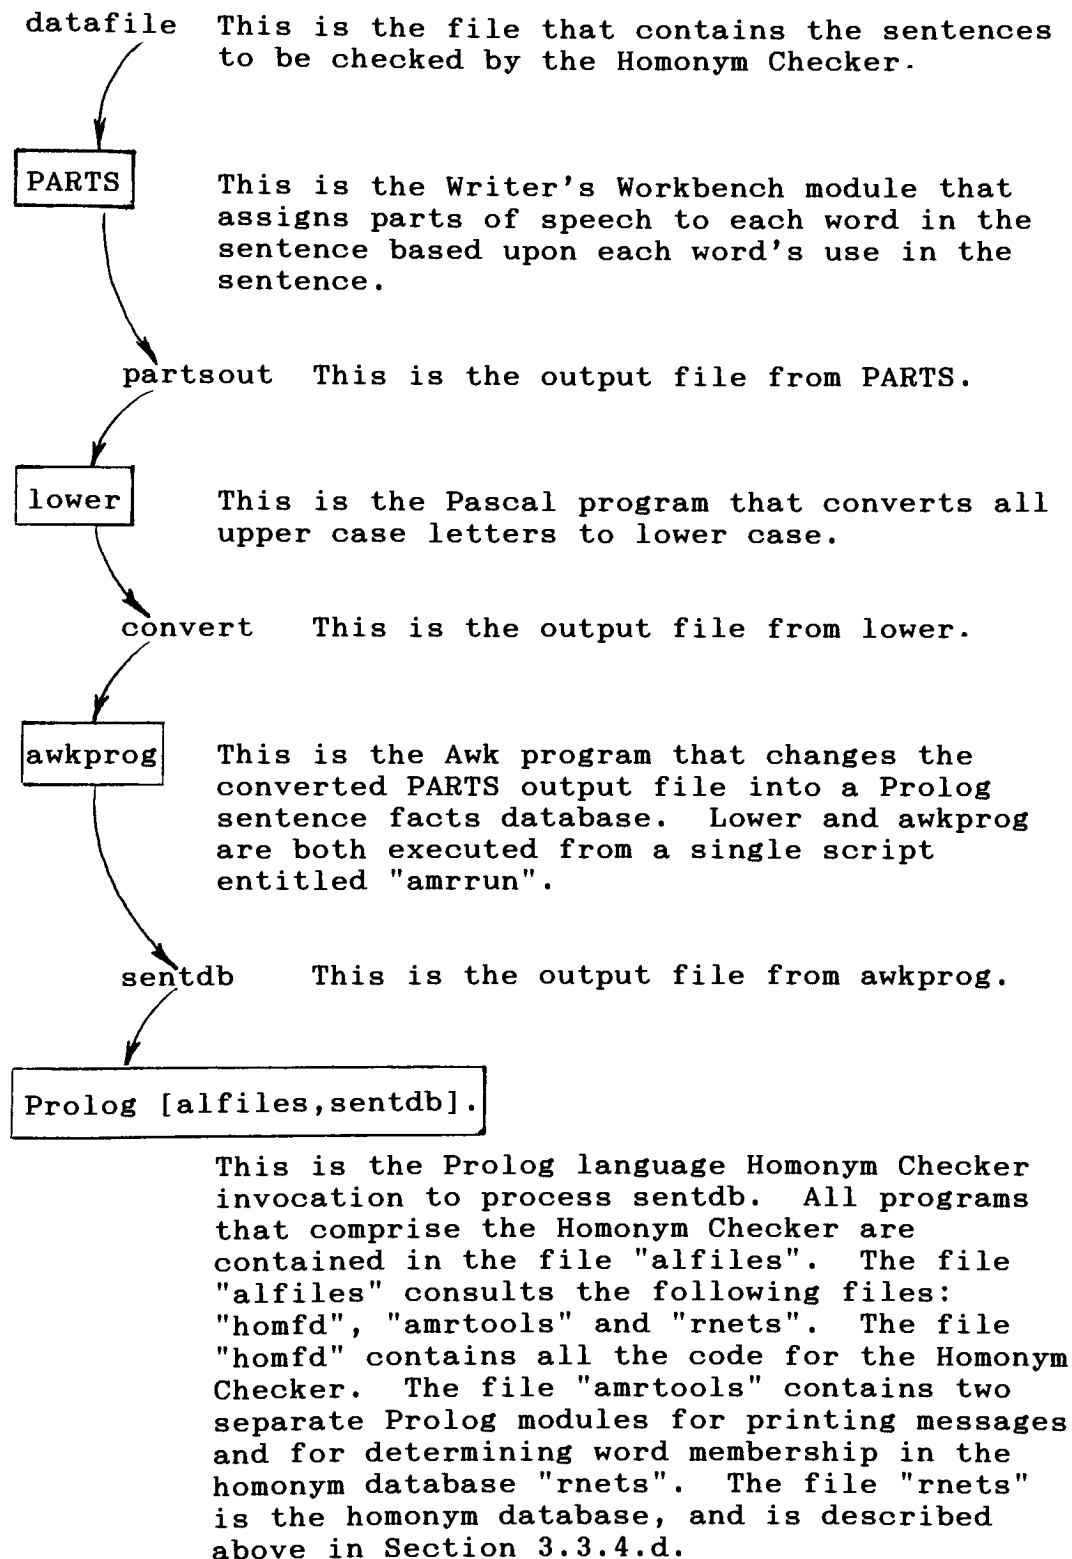 datafile This is the file that contains the sentences
to be checked by the Homonym Checker.
PARTS
This is the Writer's Workbench module that
assigns parts of speech to each word in the
sentence based upon each word's use in the
sentence.
partsout This is the output file from PARTS.
lower
This is the Pascal program that converts all
upper case letters to lower case.
convert This is the output file from lower.
awkprog
This is the Awk program that changes the
converted PARTS output file into a Prolog
sentence facts database. Lower and awkprog
are both executed from a single script
entitled "amrrun".
sentdb This is the output file from awkprog.
Prolog [alfiles,sentdb].
This is the Prolog language Homonym Checker
invocation to process sentdb. All programs
that comprise the Homonym Checker are
contained in the file "alfiles". The file
"alfiles" consults the following files:
"homfd", "amrtools" and "rnets". The file
"homfd" contains all the code for the Homonym
Checker. The file "amrtools" contains two
separate Prolog modules for printing messages
and for determining word membership in the
homonym database "rnets". The file "rnets"
is the homonym database, and is described
above in Section 3.3.4.d.